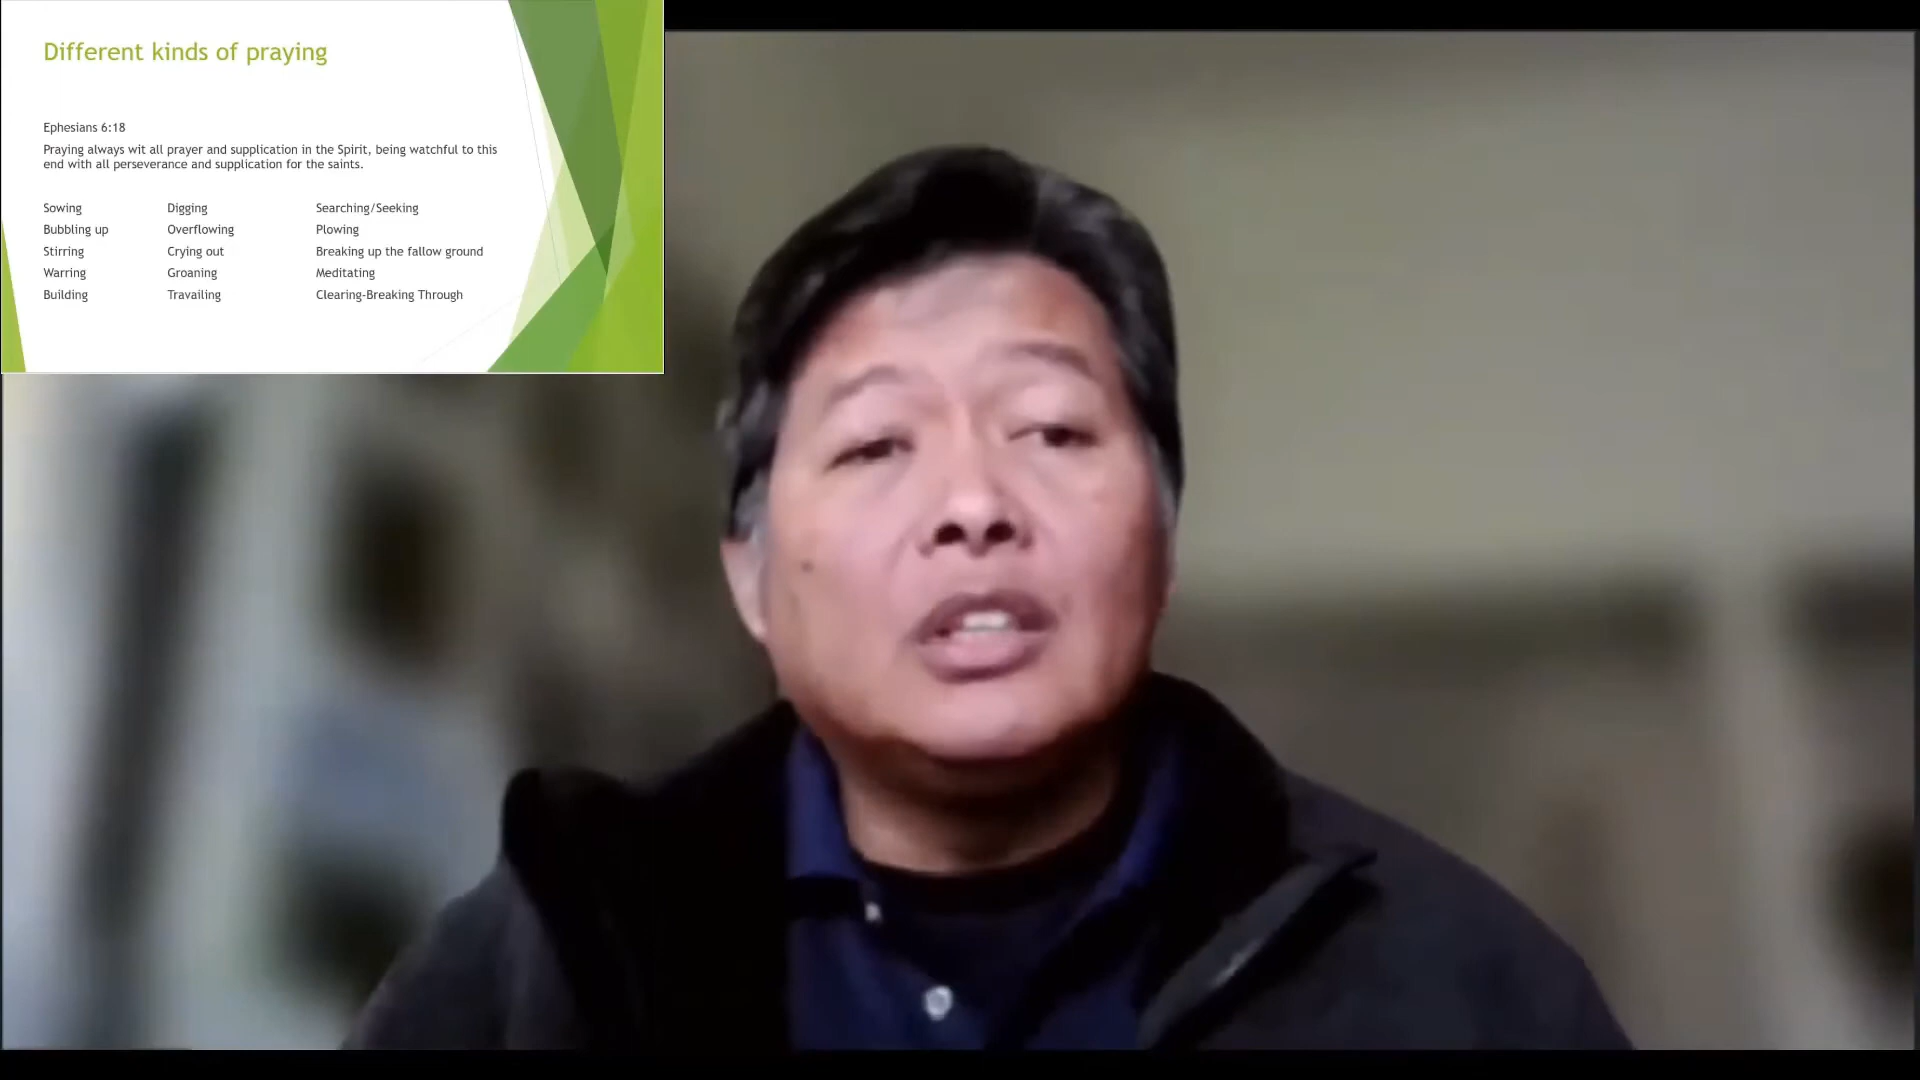 Different kinds of praying
Ephesians 6:18
Praying always wit all prayer and supplication in the Spirit, being watchful to this
end with all perseverance and supplication for the saints.
Sowing Digging Searching/Seeking
Bubbling up Overflowing Plowing
Stirring Crying out Breaking up the fallow ground
Warring Groaning Meditating
Building Travailing Clearing-Breaking Through